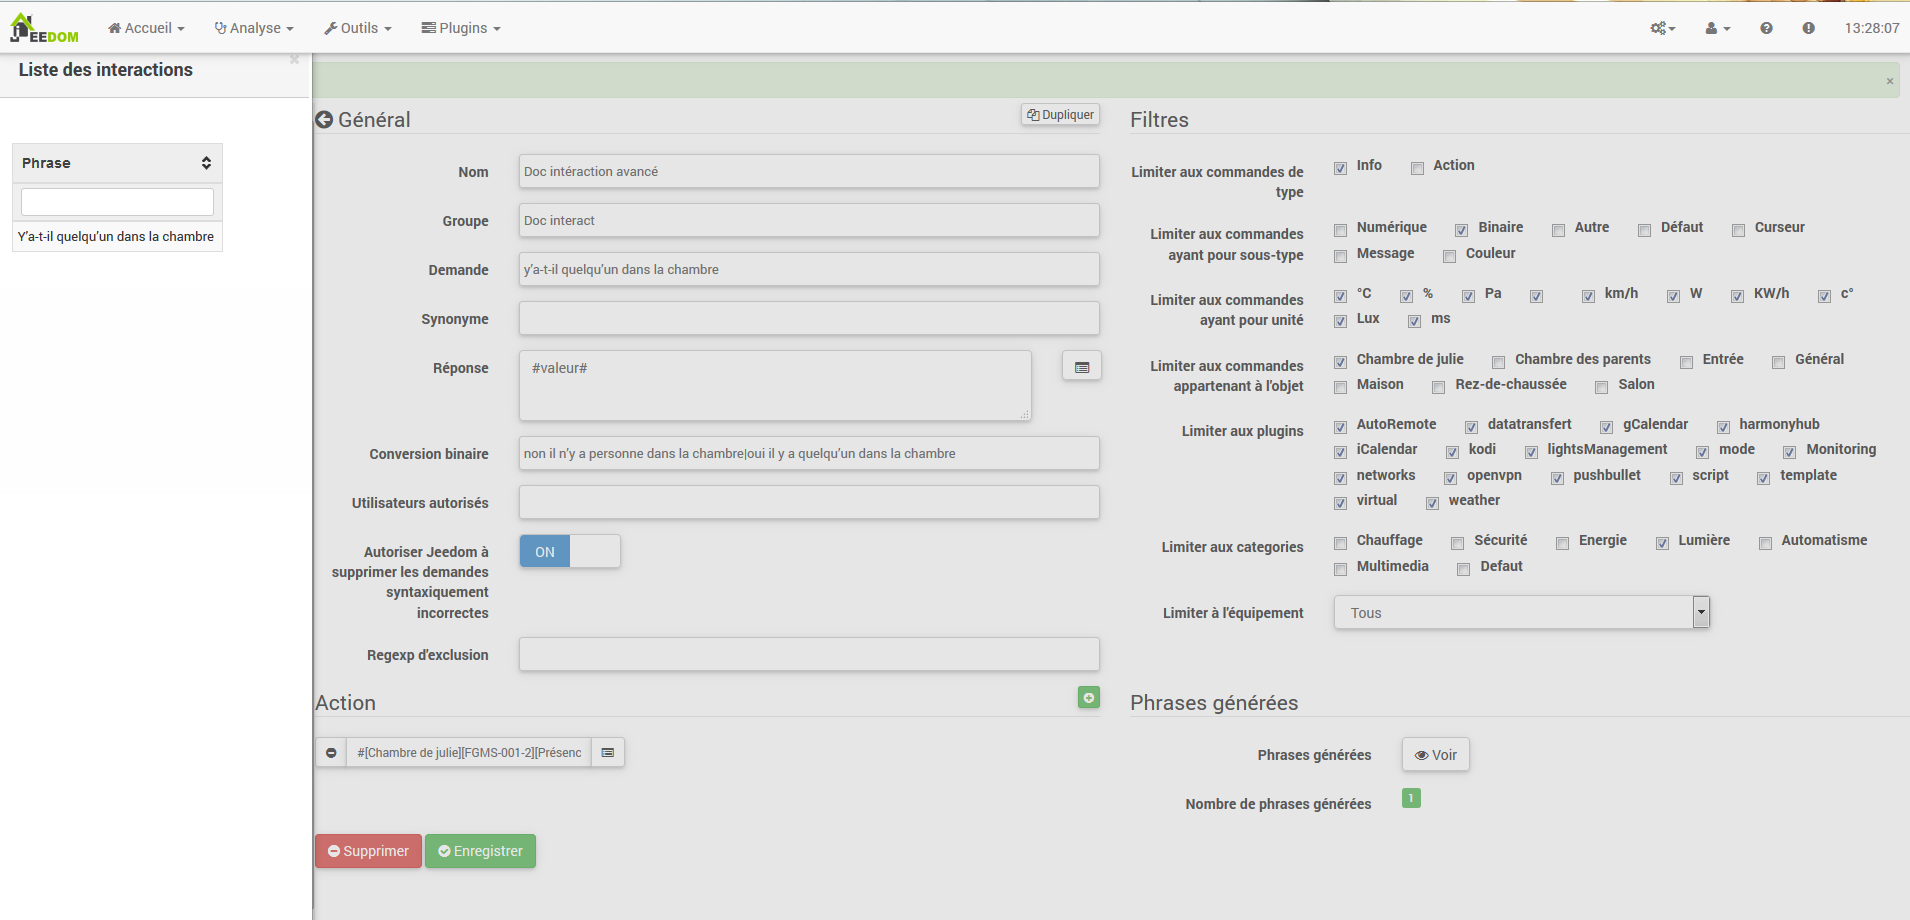 JEEDOM Accueil Analyse Outils Plugins 13:28:07
Liste des interactions ×
Phrase
Y'a-t-il quelqu'un dans la chambre
×
Général
Dupliquer
Nom Doc intéraction avancé
Groupe Doc interact
Demande y'a-t-il quelqu'un dans la chambre
Synonyme
Réponse #valeur#
Conversion binaire non il n'y a personne dans la chambre|oui il y a quelqu'un dans la chambre
Utilisateurs autorisés
Autoriser Jeedom à
supprimer les demandes
syntaxiquement
incorrectes
ON
Regexp d'exclusion
Action
#[Chambre de julie][FGMS-001-2][Présenc
Supprimer Enregistrer
Filtres
Limiter aux commandes de
type
Info Action
Limiter aux commandes
ayant pour sous-type
Numérique Binaire Autre Défaut Curseur
Message Couleur
Limiter aux commandes
ayant pour unité
°C % Pa km/h W KW/h c°
Lux ms
Limiter aux commandes
appartenant à l'objet
Chambre de julie Chambre des parents Entrée Général
Maison Rez-de-chaussée Salon
Limiter aux plugins
AutoRemote datatransfert gCalendar harmonyhub
iCalendar kodi lightsManagement mode Monitoring
networks openvpn pushbullet script template
virtual weather
Limiter aux categories
Chauffage Sécurité Energie Lumière Automatisme
Multimedia Defaut
Limiter à l'équipement Tous
Phrases générées
Phrases générées Voir
Nombre de phrases générées 1